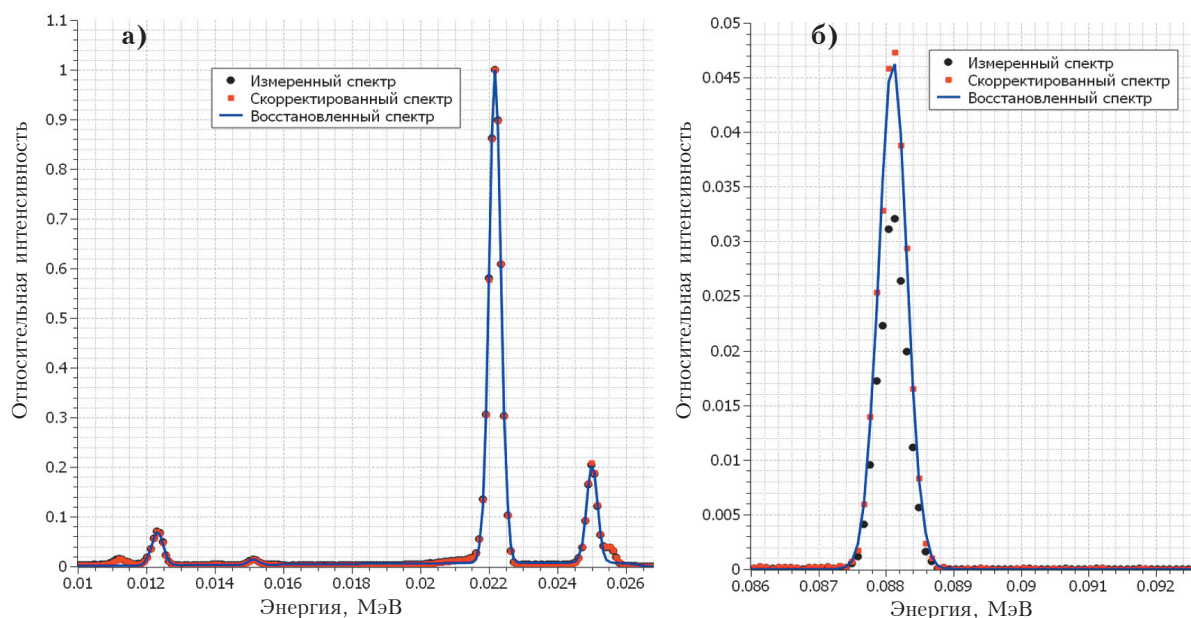 а)
1.1
1
0.9
0.8
0.7
0.6
0.5
0.4
0.3
0.2
0.1
0
Относительная интенсивность
Измеренный спектр
Скорректированный спектр
Восстановленный спектр
0.01 0.012 0.014 0.016 0.018 0.02 0.022 0.024 0.026
Энергия, МэВ
б)
0.05
0.045
0.04
0.035
0.03
0.025
0.02
0.015
0.01
0.005
0
Относительная интенсивность
Измеренный спектр
Скорректированный спектр
Восстановленный спектр
0.086 0.087 0.088 0.089 0.09 0.091 0.092
Энергия, МэВ